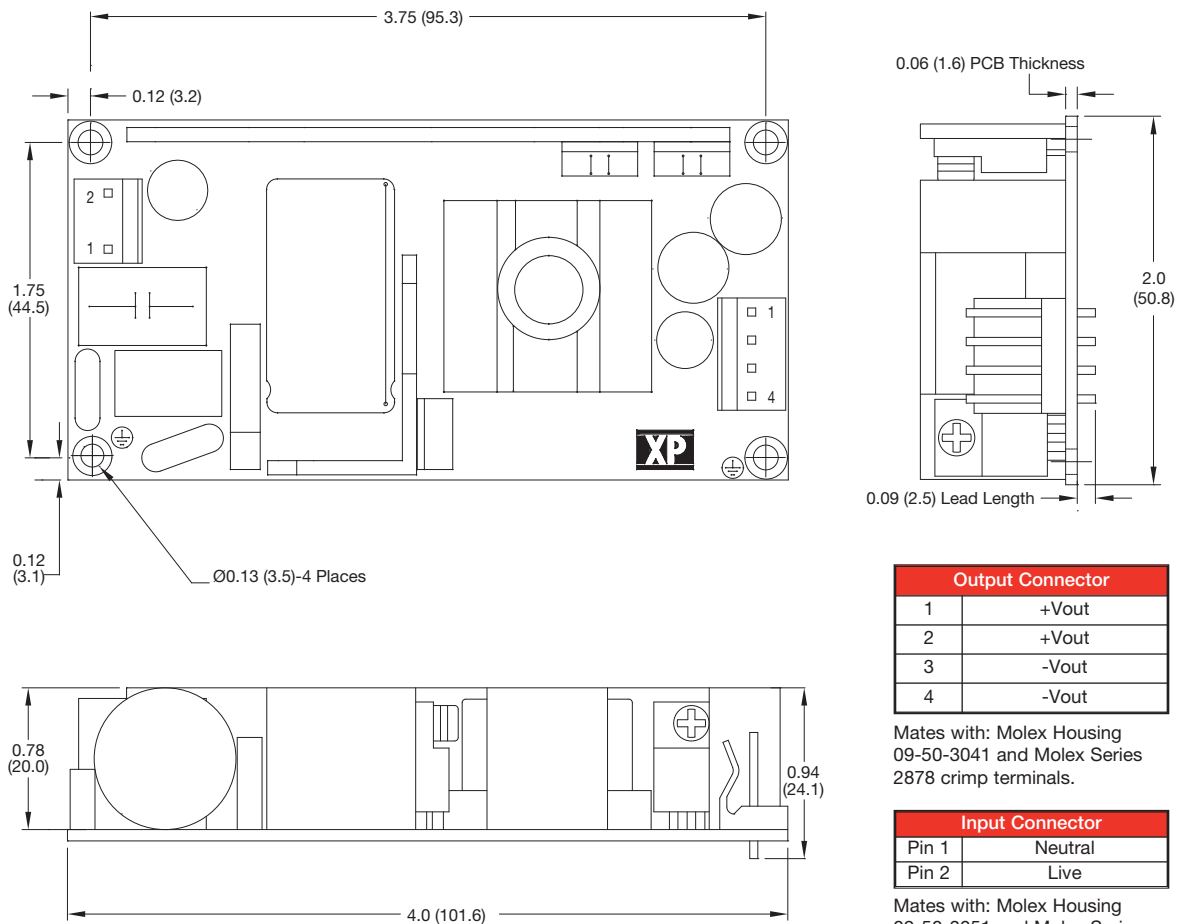 3.75 (95.3)
0.12 (3.2)
0.06 (1.6) PCB Thickness
2
1
1.75
(44.5)
1
4
XP
2.0
(50.8)
0.09 (2.5) Lead Length
0.12
(3.1)
Ø0.13 (3.5)-4 Places
0.78
(20.0)
0.94
(24.1)
4.0 (101.6)
Output Connector
1 +Vout
2 +Vout
3 -Vout
4 -Vout
Mates with: Molex Housing
09-50-3041 and Molex Series
2878 crimp terminals.
Input Connector
Pin 1 Neutral
Pin 2 Live
Mates with: Molex Housing